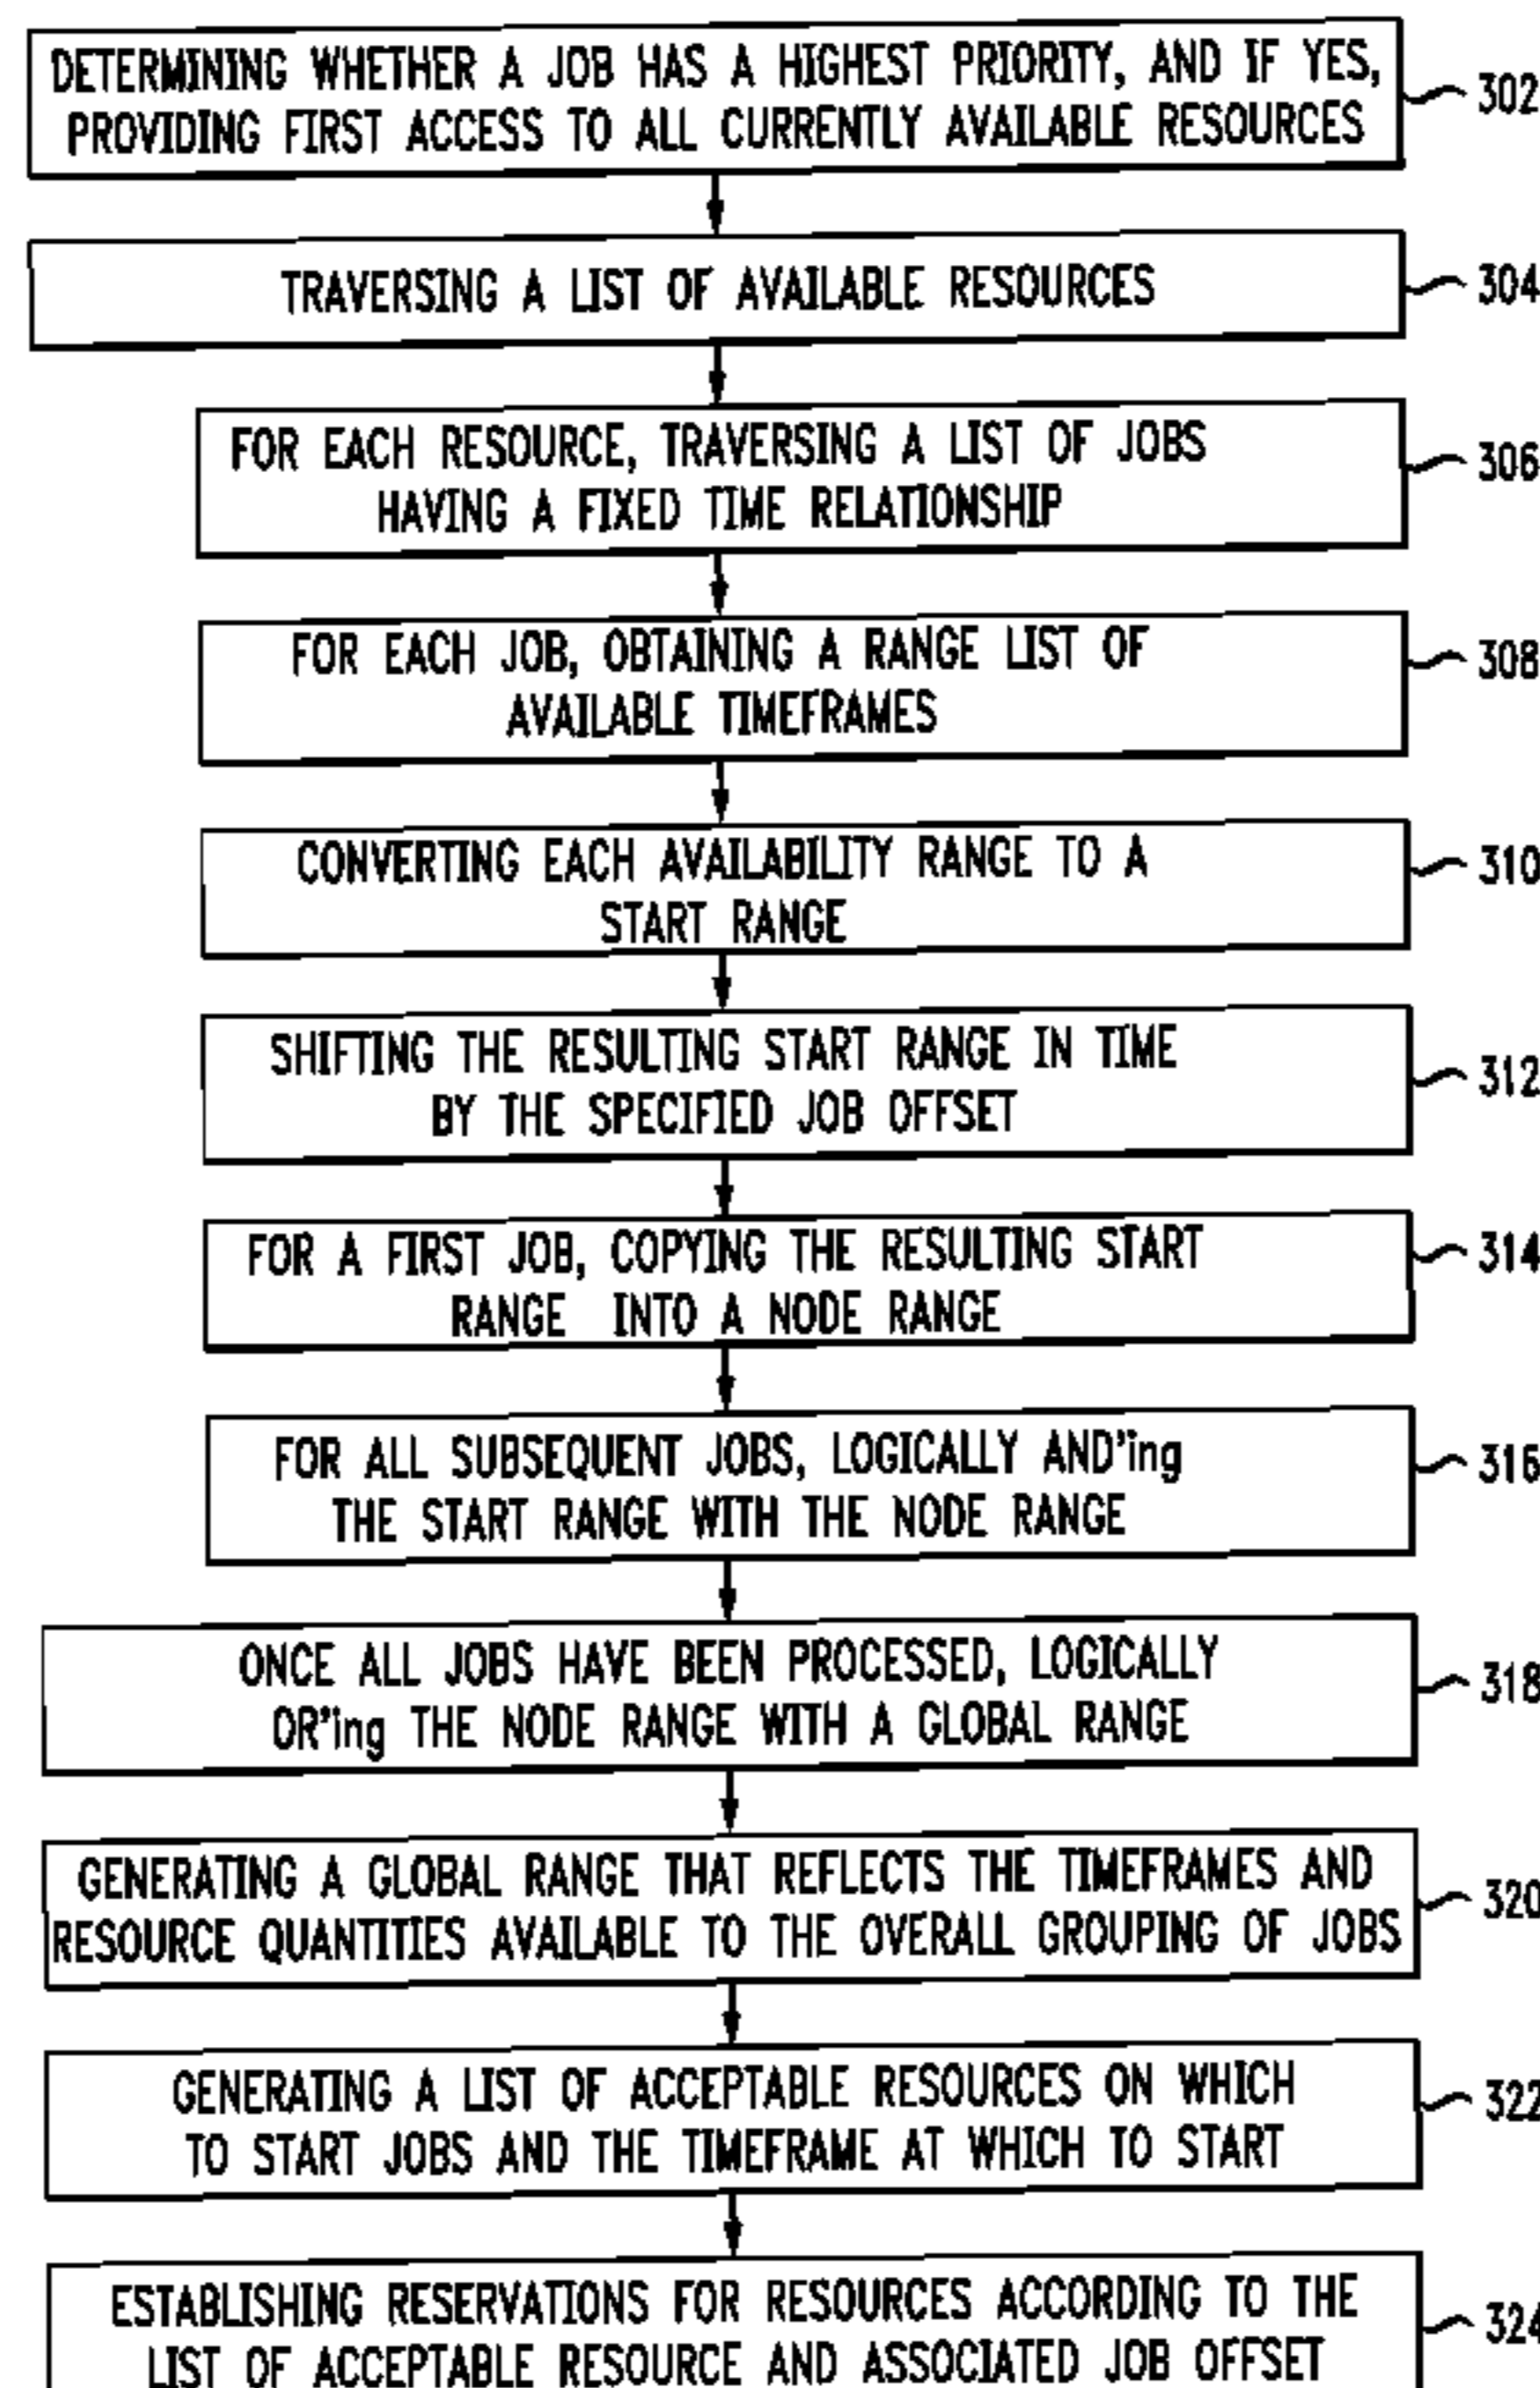 DETERMINING WHETHER A JOB HAS A HIGHEST PRIORITY, AND IF YES,
PROVIDING FIRST ACCESS TO ALL CURRENTLY AVAILABLE RESOURCES
302
TRAVERSING A LIST OF AVAILABLE RESOURCES
304
FOR EACH RESOURCE, TRAVERSING A LIST OF JOBS
HAVING A FIXED TIME RELATIONSHIP
306
FOR EACH JOB, OBTAINING A RANGE LIST OF
AVAILABLE TIMEFRAMES
308
CONVERTING EACH AVAILABILITY RANGE TO A
START RANGE
310
SHIFTING THE RESULTING START RANGE IN TIME
BY THE SPECIFIED JOB OFFSET
312
FOR A FIRST JOB, COPYING THE RESULTING START
RANGE INTO A NODE RANGE
314
FOR ALL SUBSEQUENT JOBS, LOGICALLY AND'ing
THE START RANGE WITH THE NODE RANGE
316
ONCE ALL JOBS HAVE BEEN PROCESSED, LOGICALLY
OR"ing THE NODE RANGE WITH A GLOBAL RANGE
318
GENERATING A GLOBAL RANGE THAT REFLECTS THE TIMEFRAMES AND
RESOURCE QUANTITIES AVAILABLE TO THE OVERALL GROUPING OF JOBS
320
GENERATING A LIST OF ACCEPTABLE RESOURCES ON WHICH
TO START JOBS AND THE TIMEFRAME AT WHICH TO START
322
ESTABLISHING RESERVATIONS FOR RESOURCES ACCORDING TO THE
LIST OF ACCEPTABLE RESOURCE AND ASSOCIATED JOB OFFSET
324